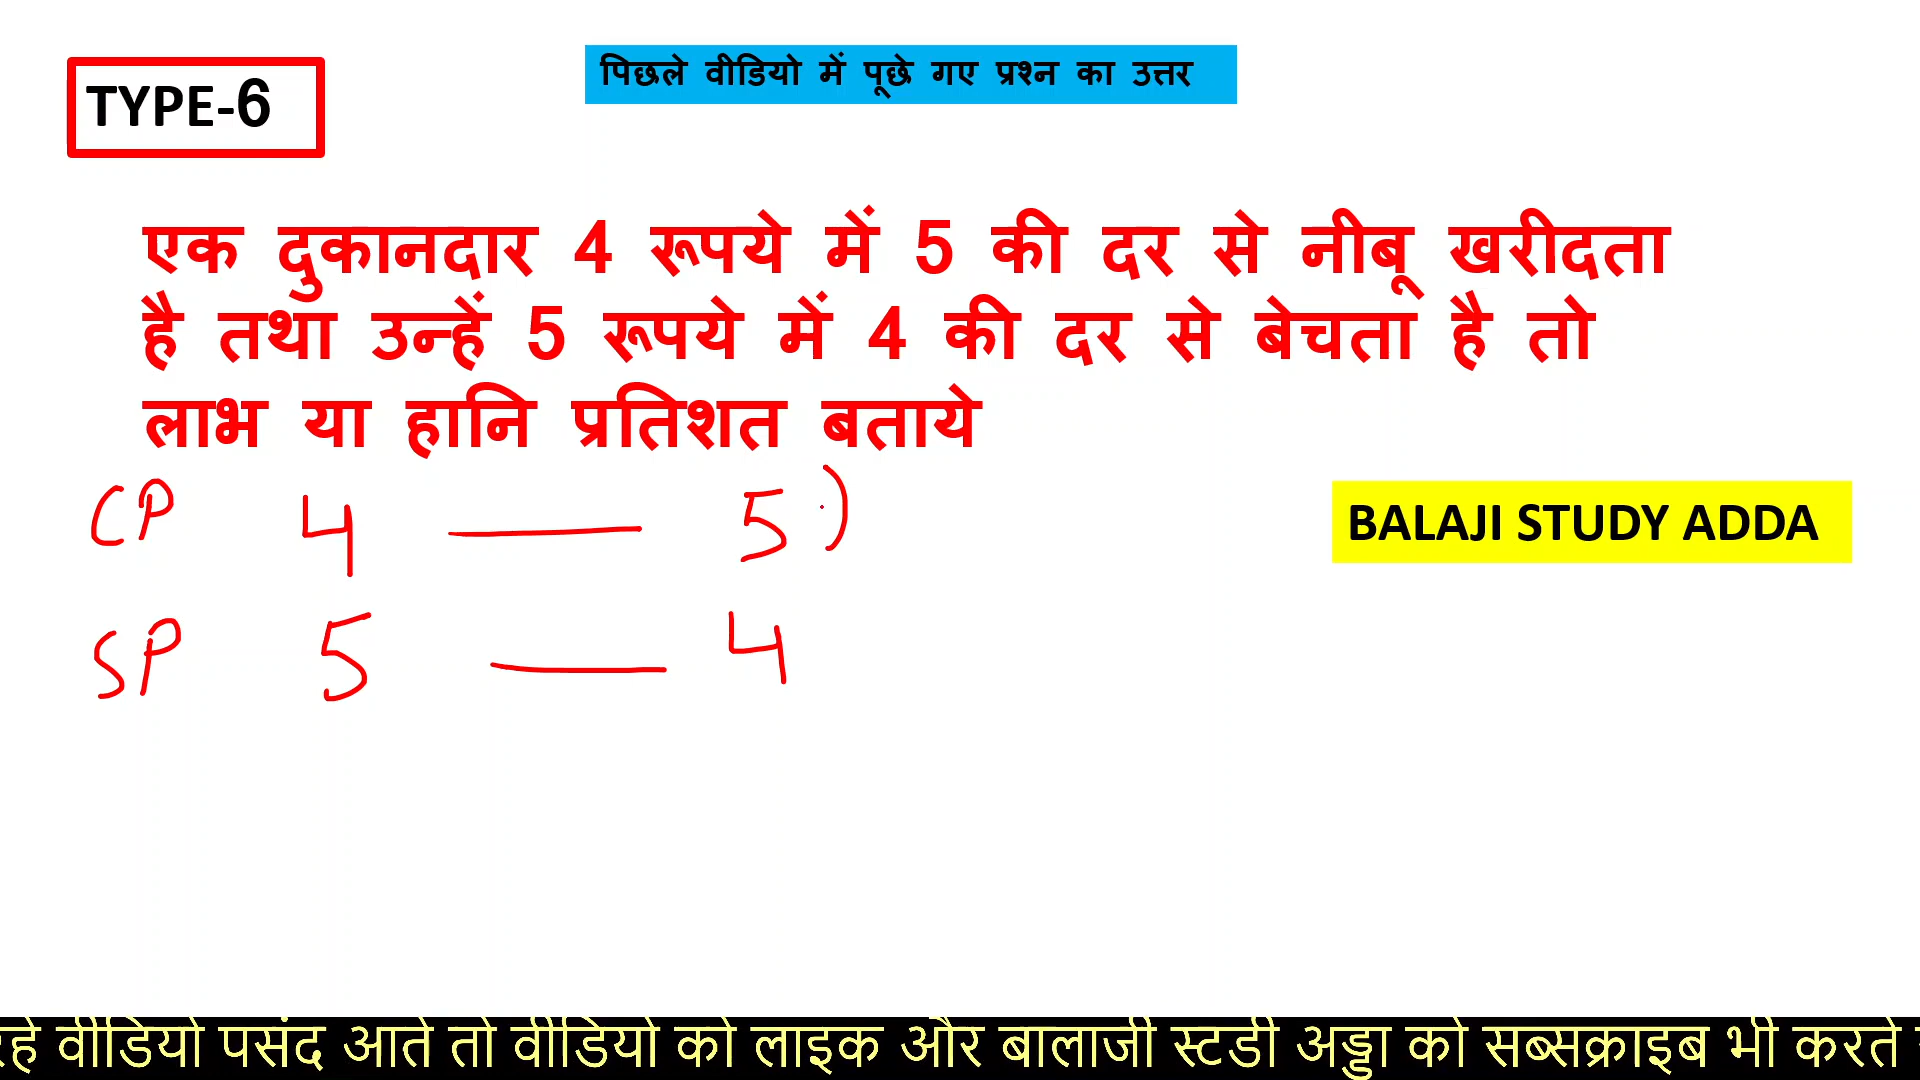 TYPE-6
पिछले वीडियो में पूछे गए प्रश्न का उत्तर
एक दुकानदार 4 रूपये में 5 की दर से नीबू खरीदता
है तथा उन्हें 5 रूपये में 4 की दर से बेचता है तो
लाभ या हानि प्रतिशत बताये
CP 4 — 5 )
BALAJI STUDY ADDA
SP 5 — 4
रहे वीडियो पसंद आते तो वीडियो को लाइक और बालाजी स्टडी अड्डा को सब्सक्राइब भी करते